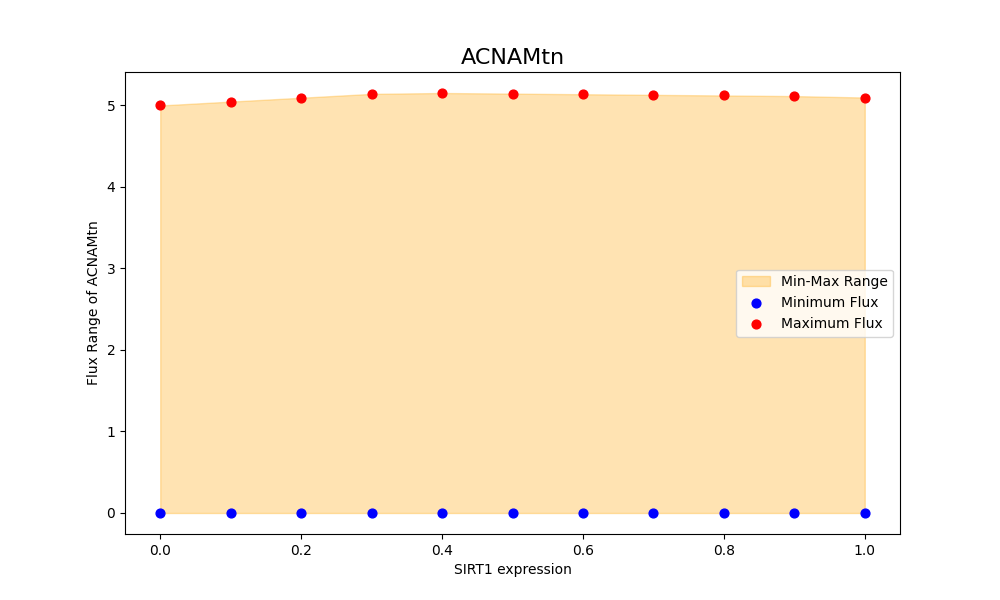 ACNAMtn
5
4
3
2
1
0
Flux Range of ACNAMtn
Min-Max Range
Minimum Flux
Maximum Flux
0.0 0.2 0.4 0.6 0.8 1.0
SIRT1 expression